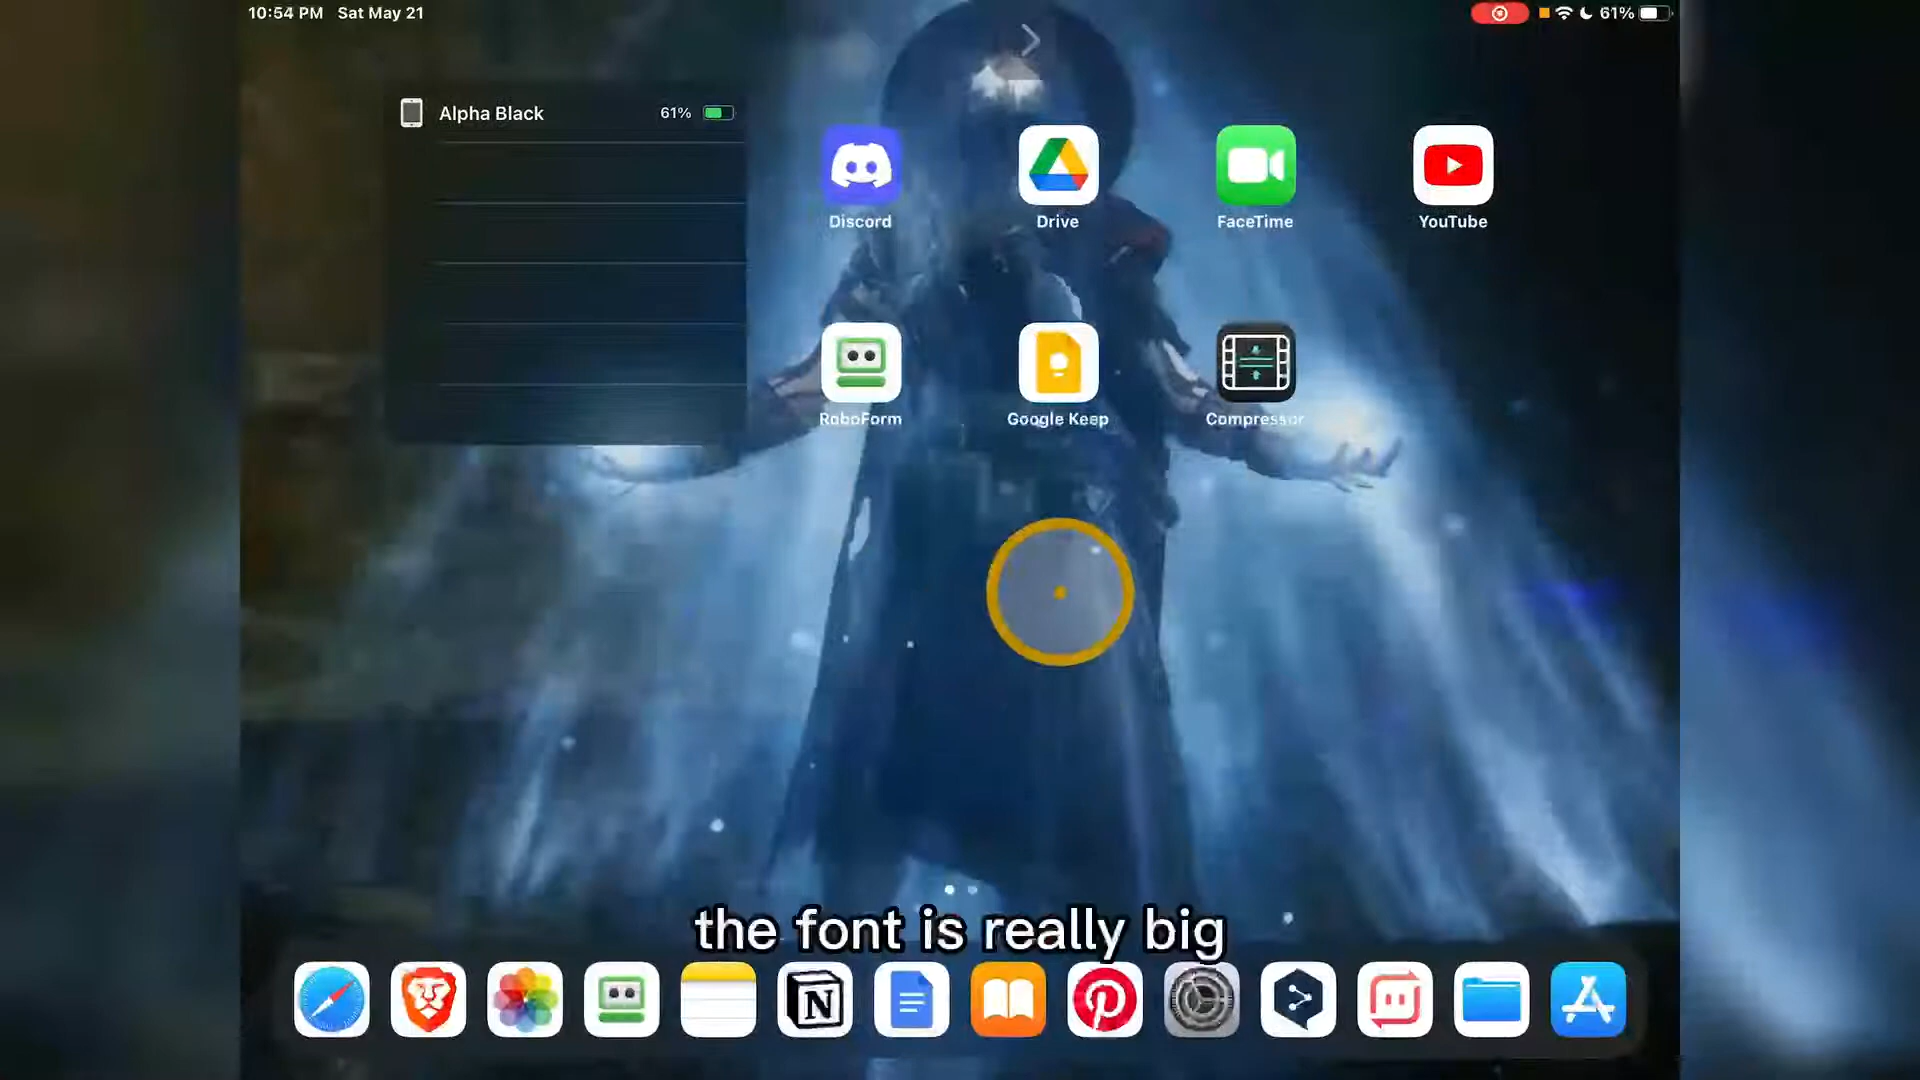 10:54 PM Sat May 21
61%
Alpha Black 61%
Discord
Drive
FaceTime
YouTube
RoboForm
Google Keep
Compressor
the font is really big
N